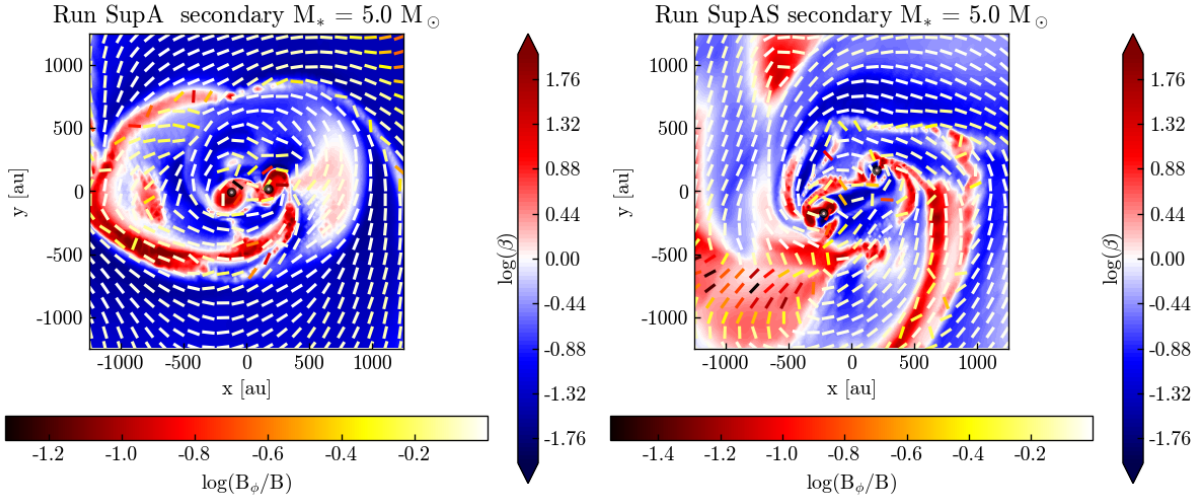 Run SupA secondary M* = 5.0 M⊙
1000
500
0
-500
-1000
y [au]
-1000 -500 0 500 1000
x [au]
1.76
1.32
0.88
0.44
0.00
-0.44
-0.88
-1.32
-1.76
log(β)
-1.2 -1.0 -0.8 -0.6 -0.4 -0.2
log(Bϕ/B)
Run SupAS secondary M* = 5.0 M⊙
1000
500
0
-500
-1000
y [au]
-1000 -500 0 500 1000
x [au]
1.76
1.32
0.88
0.44
0.00
-0.44
-0.88
-1.32
-1.76
log(β)
-1.4 -1.2 -1.0 -0.8 -0.6 -0.4 -0.2
log(Bϕ/B)